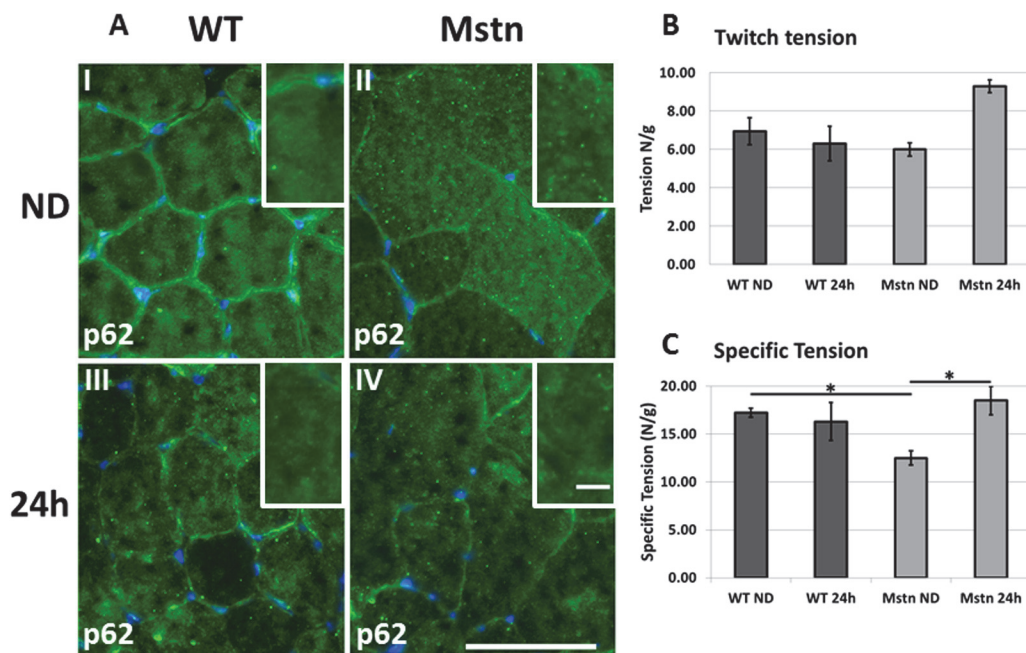 A
WT
Mstn
ND
24h
I
p62
II
p62
III
p62
IV
p62
B
Twitch tension
Tension N/g
10.00
8.00
6.00
4.00
2.00
0.00
WT ND
WT 24h
Mstn ND
Mstn 24h
C
Specific Tension
Specific Tension (N/g)
20.00
15.00
10.00
5.00
0.00
*
*
WT ND
WT 24h
Mstn ND
Mstn 24h